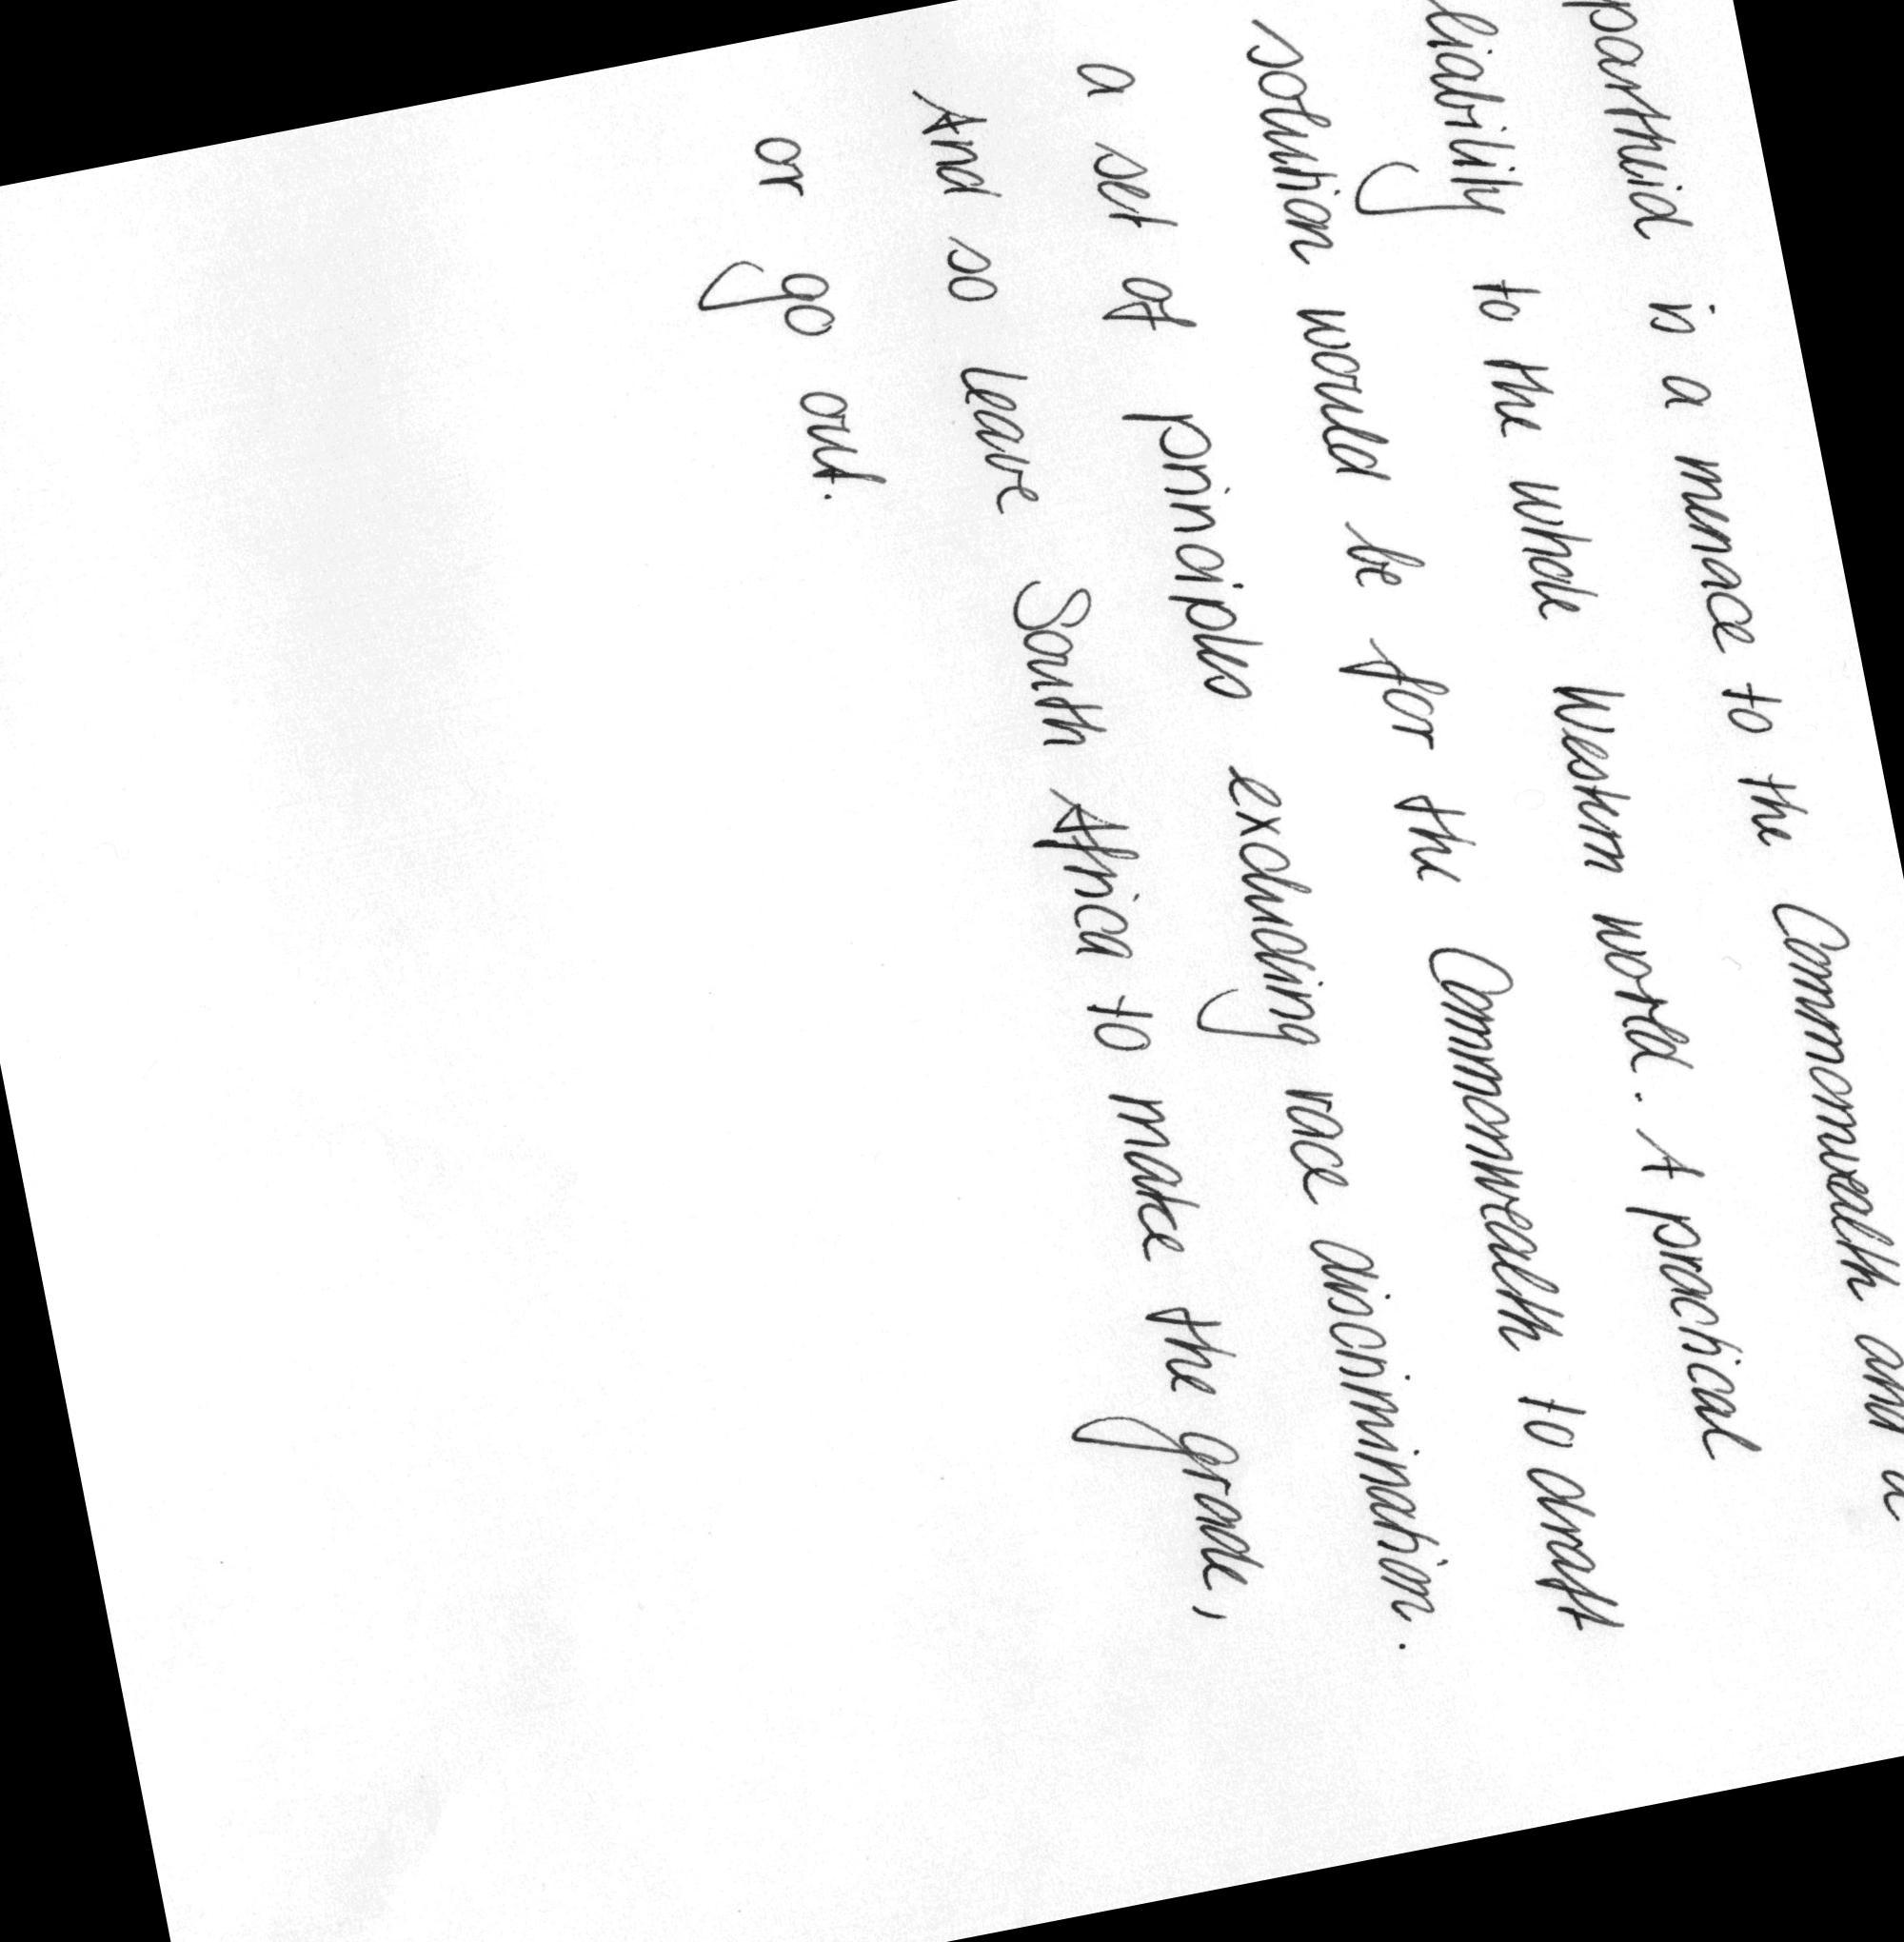 partheid is a menace to the Commonwealth and a
liability to the whole Western world. A practical
solution would be for the Commonwealth to draft
a set of principles excluding race discrimination.
And so leave South Africa to make the grade,
or go out.